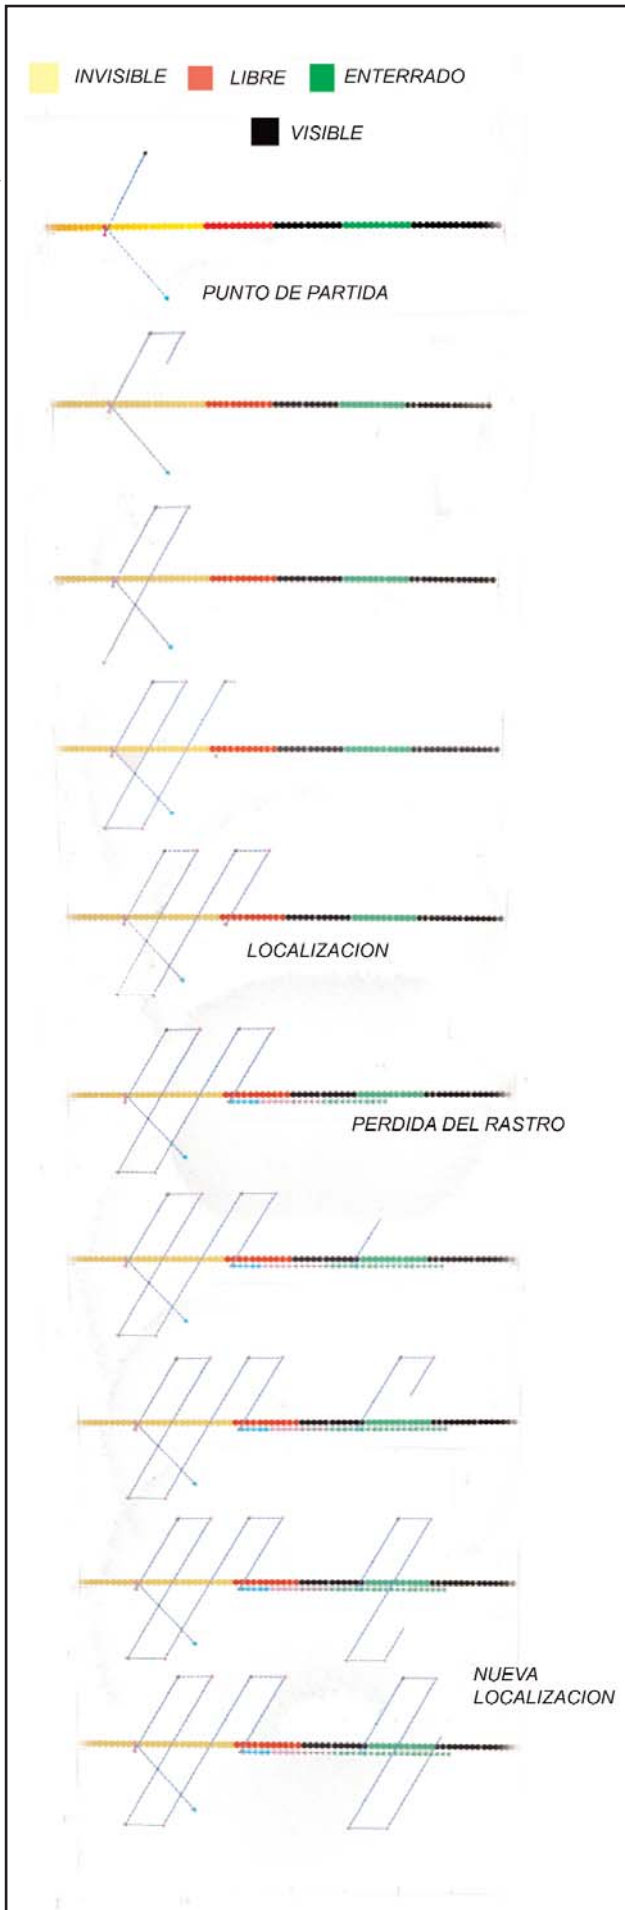 INVISIBLE LIBRE ENTERRADO
VISIBLE
PUNTO DE PARTIDA
LOCALIZACION
PERDIDA DEL RASTRO
NUEVA
LOCALIZACION